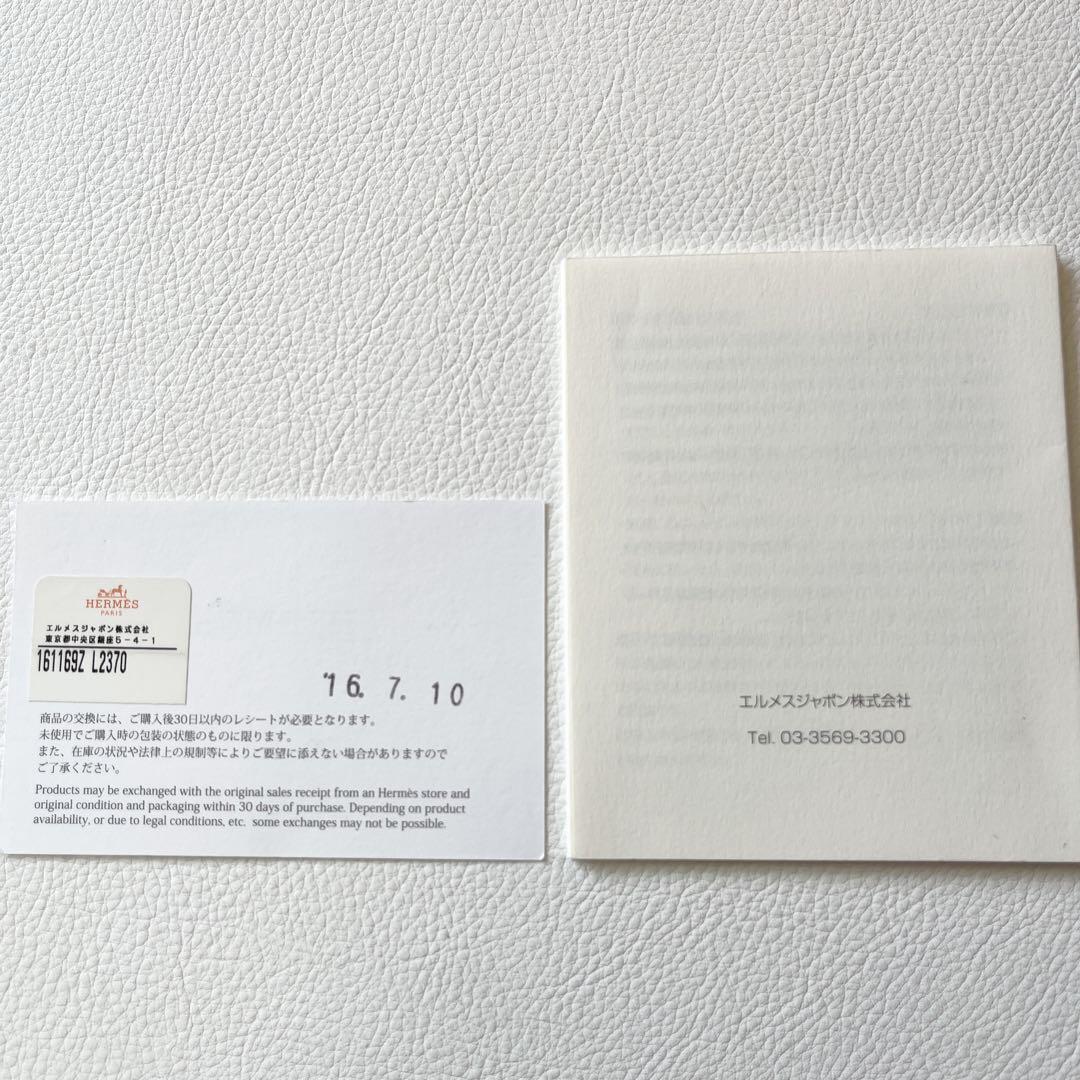 HERMÈS
PARIS
エルメスジャポン株式会社
東京都中央区銀座5-4-1
161169Z L2370
'16. 7. 10
商品の交換には、ご購入後30日以内のレシートが必要となります。
未使用でご購入時の包装の状態のものに限ります。
また、在庫の状況や法律上の規制等によりご要望に添えない場合がありますので
ご了承ください。
Products may be exchanged with the original sales receipt from an Hermès store and
original condition and packaging within 30 days of purchase. Depending on product
availability, or due to legal conditions, etc. some exchanges may not be possible.
エルメスジャポン株式会社
Tel. 03-3569-3300